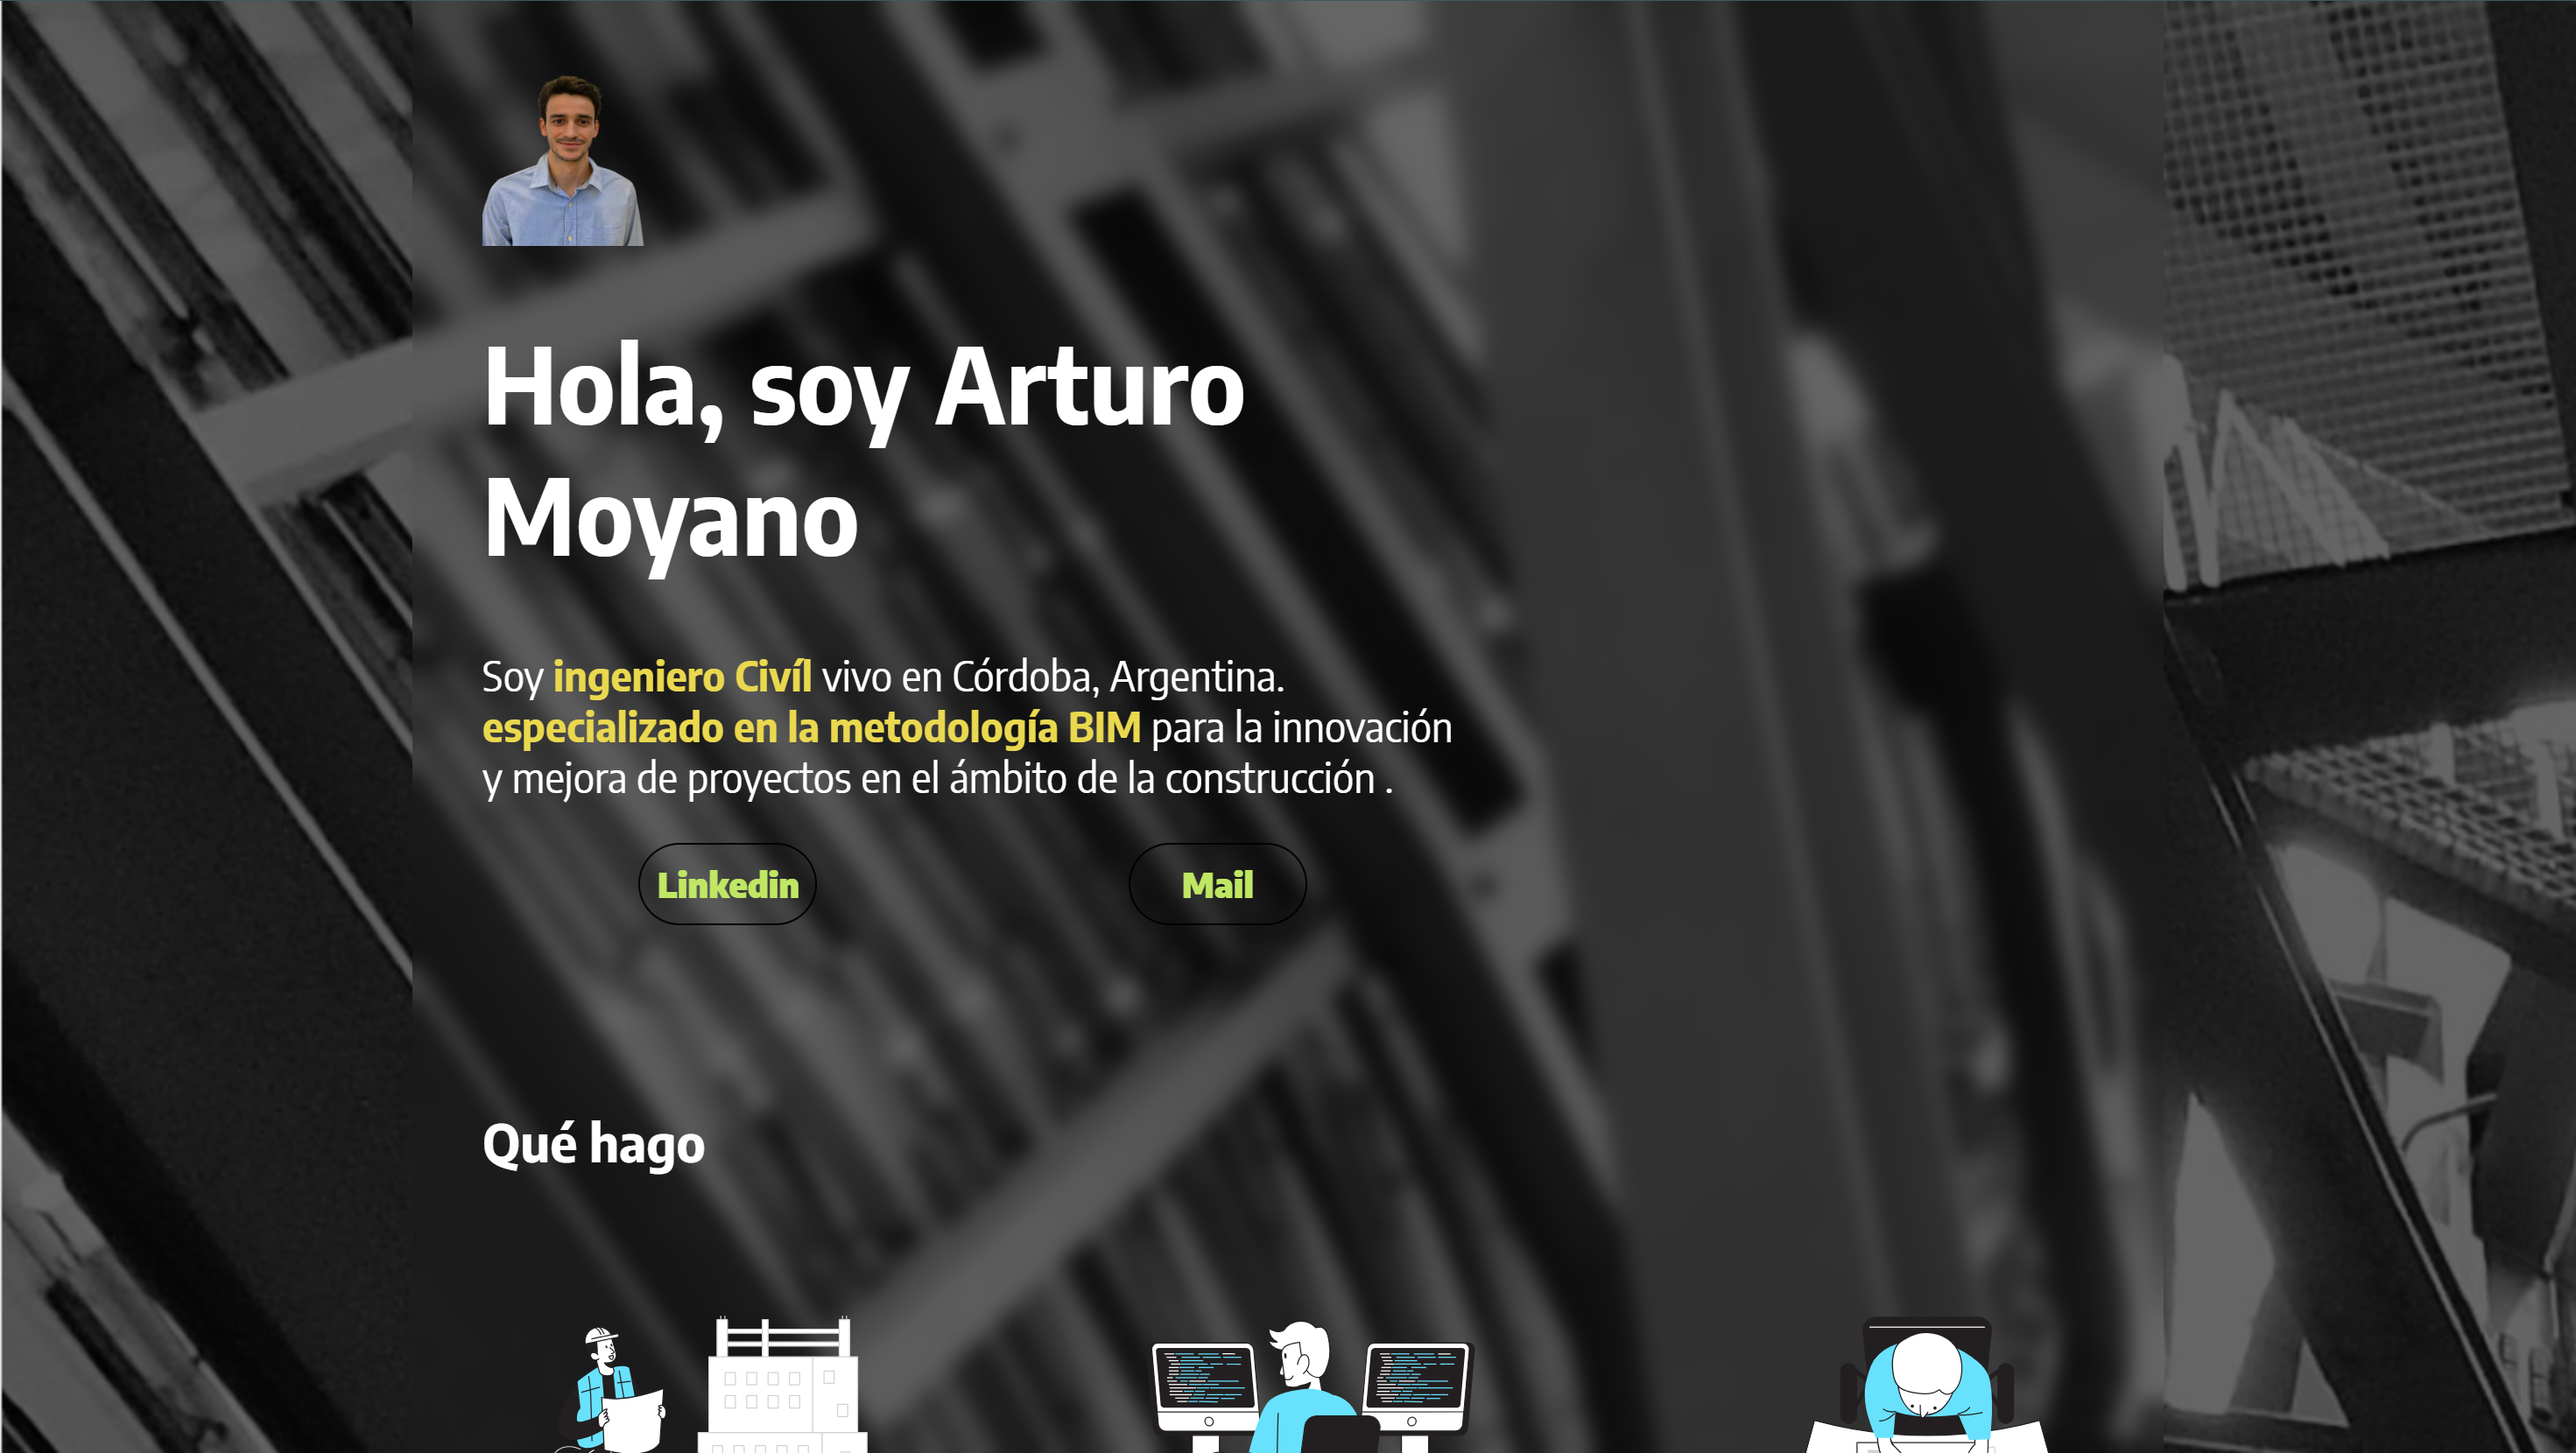 Hola, soy Arturo
Moyano
Soy ingeniero Civíl vivo en Córdoba, Argentina.
especializado en la metodología BIM para la innovación
y mejora de proyectos en el ámbito de la construcción .
Linkedin
Mail
Qué hago